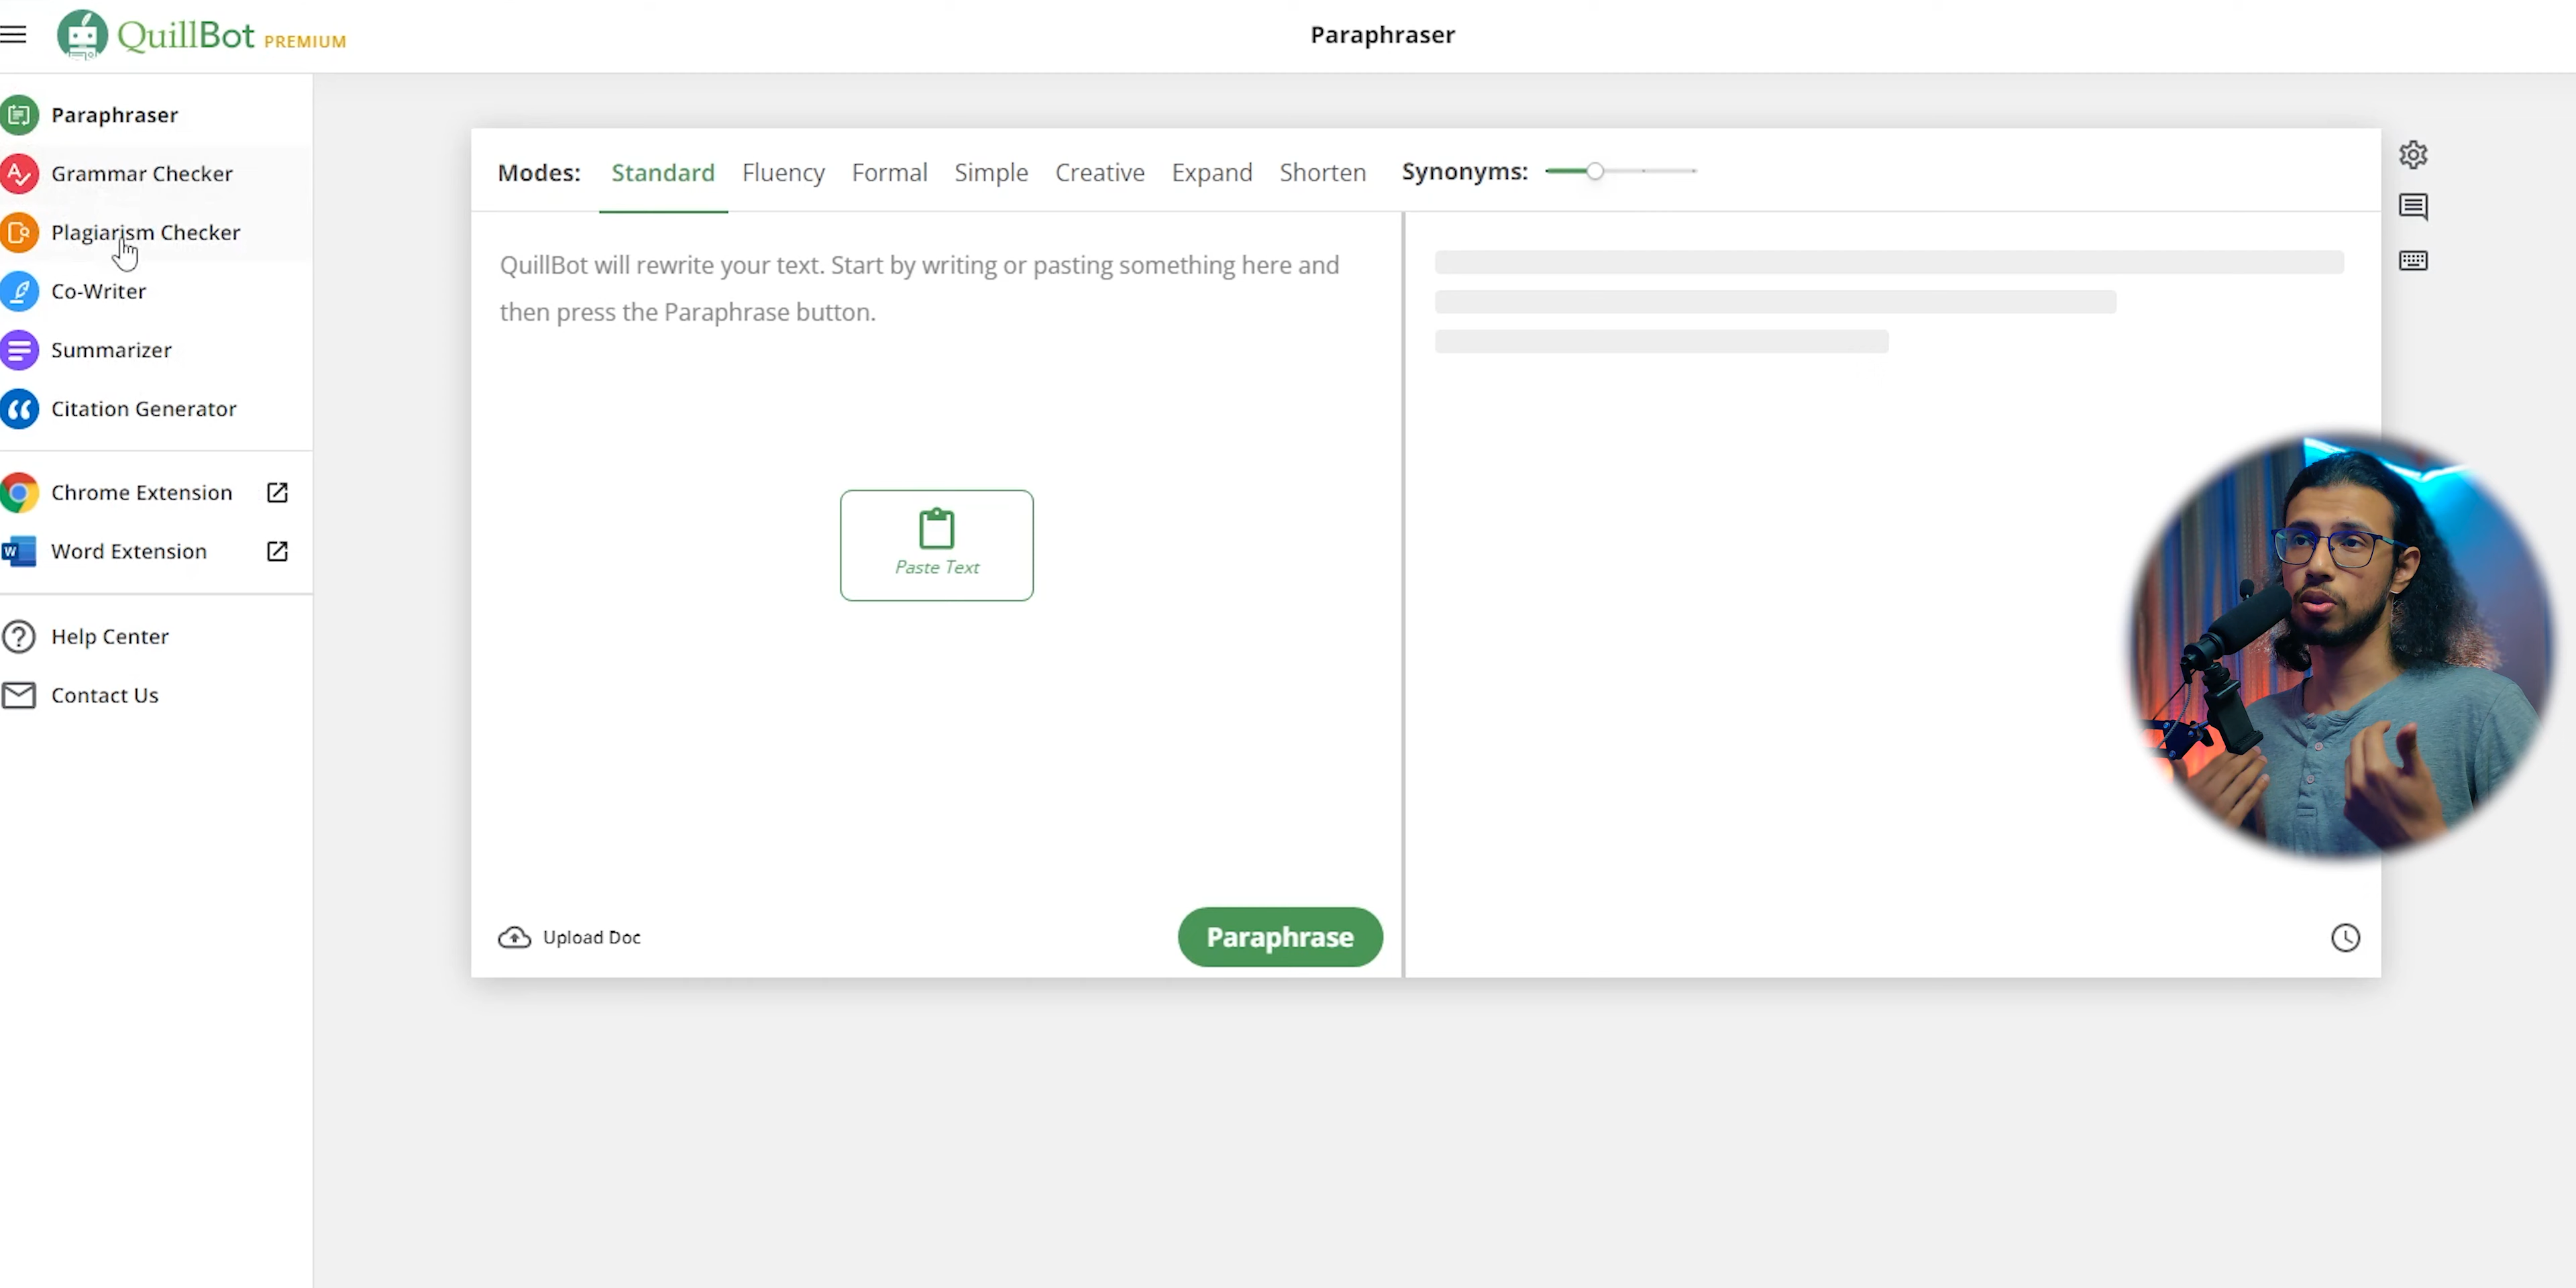 QuillBot PREMIUM
Paraphraser
Paraphraser
Grammar Checker
Plagiarism Checker
Co-Writer
Summarizer
Citation Generator
Chrome Extension
Word Extension
Help Center
Contact Us
Modes: Standard Fluency Formal Simple Creative Expand Shorten Synonyms:
QuillBot will rewrite your text. Start by writing or pasting something here and
then press the Paraphrase button.
Paste Text
Upload Doc
Paraphrase